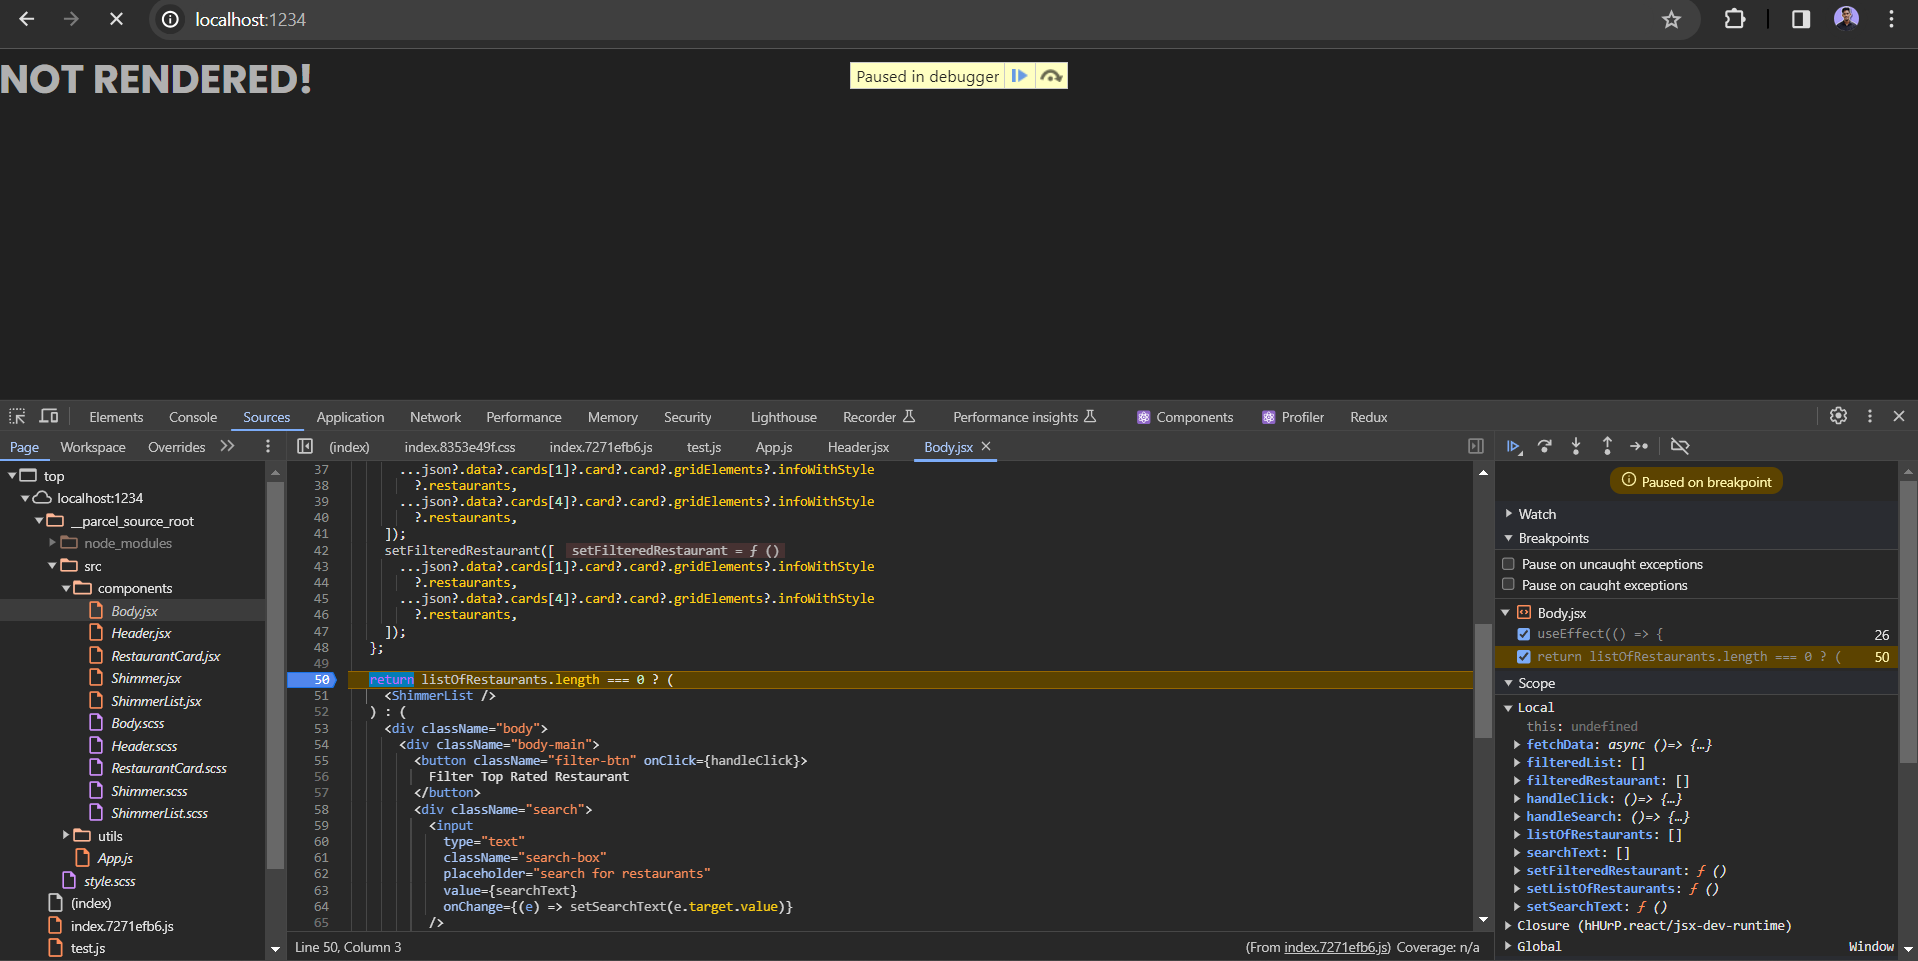 localhost:1234
NOT RENDERED!
Paused in debugger
Elements Console Sources Application Network Performance Memory Security Lighthouse Recorder Performance insights Components Profiler Redux
Page Workspace Overrides
(index) index.8353e49f.css index.7271efb6.js test.js App.js Header.jsx Body.jsx
top
localhost:1234
__parcel_source_root
node_modules
src
components
Body.jsx
Header.jsx
RestaurantCard.jsx
Shimmer.jsx
ShimmerList.jsx
Body.scss
Header.scss
RestaurantCard.scss
Shimmer.scss
ShimmerList.scss
utils
App.js
style.scss
(index)
index.7271efb6.js
test.js
37 ...json?.data?.cards[1]?.card?.card?.gridElements?.infoWithStyle
38 ?.restaurants,
39 ...json?.data?.cards[4]?.card?.card?.gridElements?.infoWithStyle
40 ?.restaurants,
41 ]);
42 setFilteredRestaurant([ setFilteredRestaurant = ƒ ()
43 ...json?.data?.cards[1]?.card?.card?.gridElements?.infoWithStyle
44 ?.restaurants,
45 ...json?.data?.cards[4]?.card?.card?.gridElements?.infoWithStyle
46 ?.restaurants,
47 ]);
48 };
49
50 return listOfRestaurants.length === 0 ? (
51 <ShimmerList />
52 ) : (
53 <div className="body">
54 <div className="body-main">
55 <button className="filter-btn" onClick={handleClick}>
56 Filter Top Rated Restaurant
57 </button>
58 <div className="search">
59 <input
60 type="text"
61 className="search-box"
62 placeholder="search for restaurants"
63 value={searchText}
64 onChange={(e) => setSearchText(e.target.value)}
65 />
Line 50, Column 3
(From index.7271efb6.js) Coverage: n/a
Paused on breakpoint
Watch
Breakpoints
Pause on uncaught exceptions
Pause on caught exceptions
Body.jsx
useEffect(() => { 26
return listOfRestaurants.length === 0 ? ( 50
Scope
Local
this: undefined
fetchData: async ()=> {…}
filteredList: []
filteredRestaurant: []
handleClick: ()=> {…}
handleSearch: ()=> {…}
listOfRestaurants: []
searchText: []
setFilteredRestaurant: ƒ ()
setListOfRestaurants: ƒ ()
setSearchText: ƒ ()
Closure (hHUrP.react/jsx-dev-runtime)
Global Window